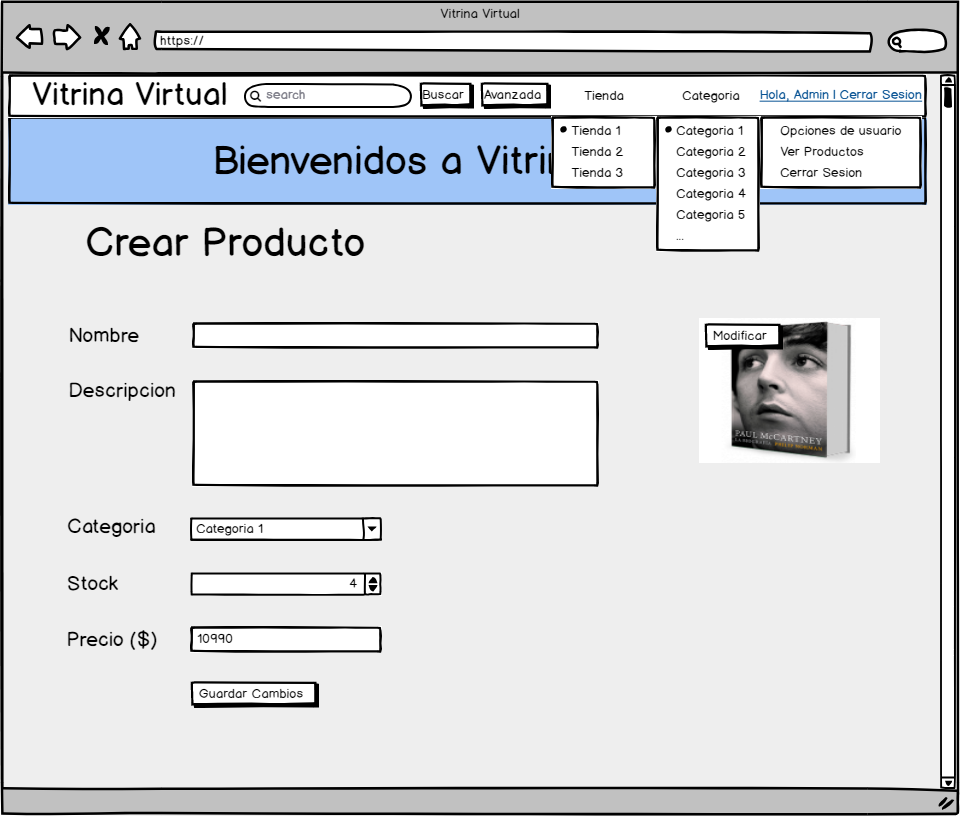 Vitrina Virtual
https://
Vitrina Virtual
search
Buscar
Avanzada
Tienda
Categoria
Hola, Admin | Cerrar Sesion
Bienvenidos a Vitri
Tienda 1
Tienda 2
Tienda 3
Categoria 1
Categoria 2
Categoria 3
Categoria 4
Categoria 5
...
Opciones de usuario
Ver Productos
Cerrar Sesion
Crear Producto
Nombre
Modificar
PAUL McCARTNEY
LA BIOGRAFÍA PHILIP NORMAN
Descripcion
Categoria
Categoria 1
Stock
4
Precio ($)
10990
Guardar Cambios